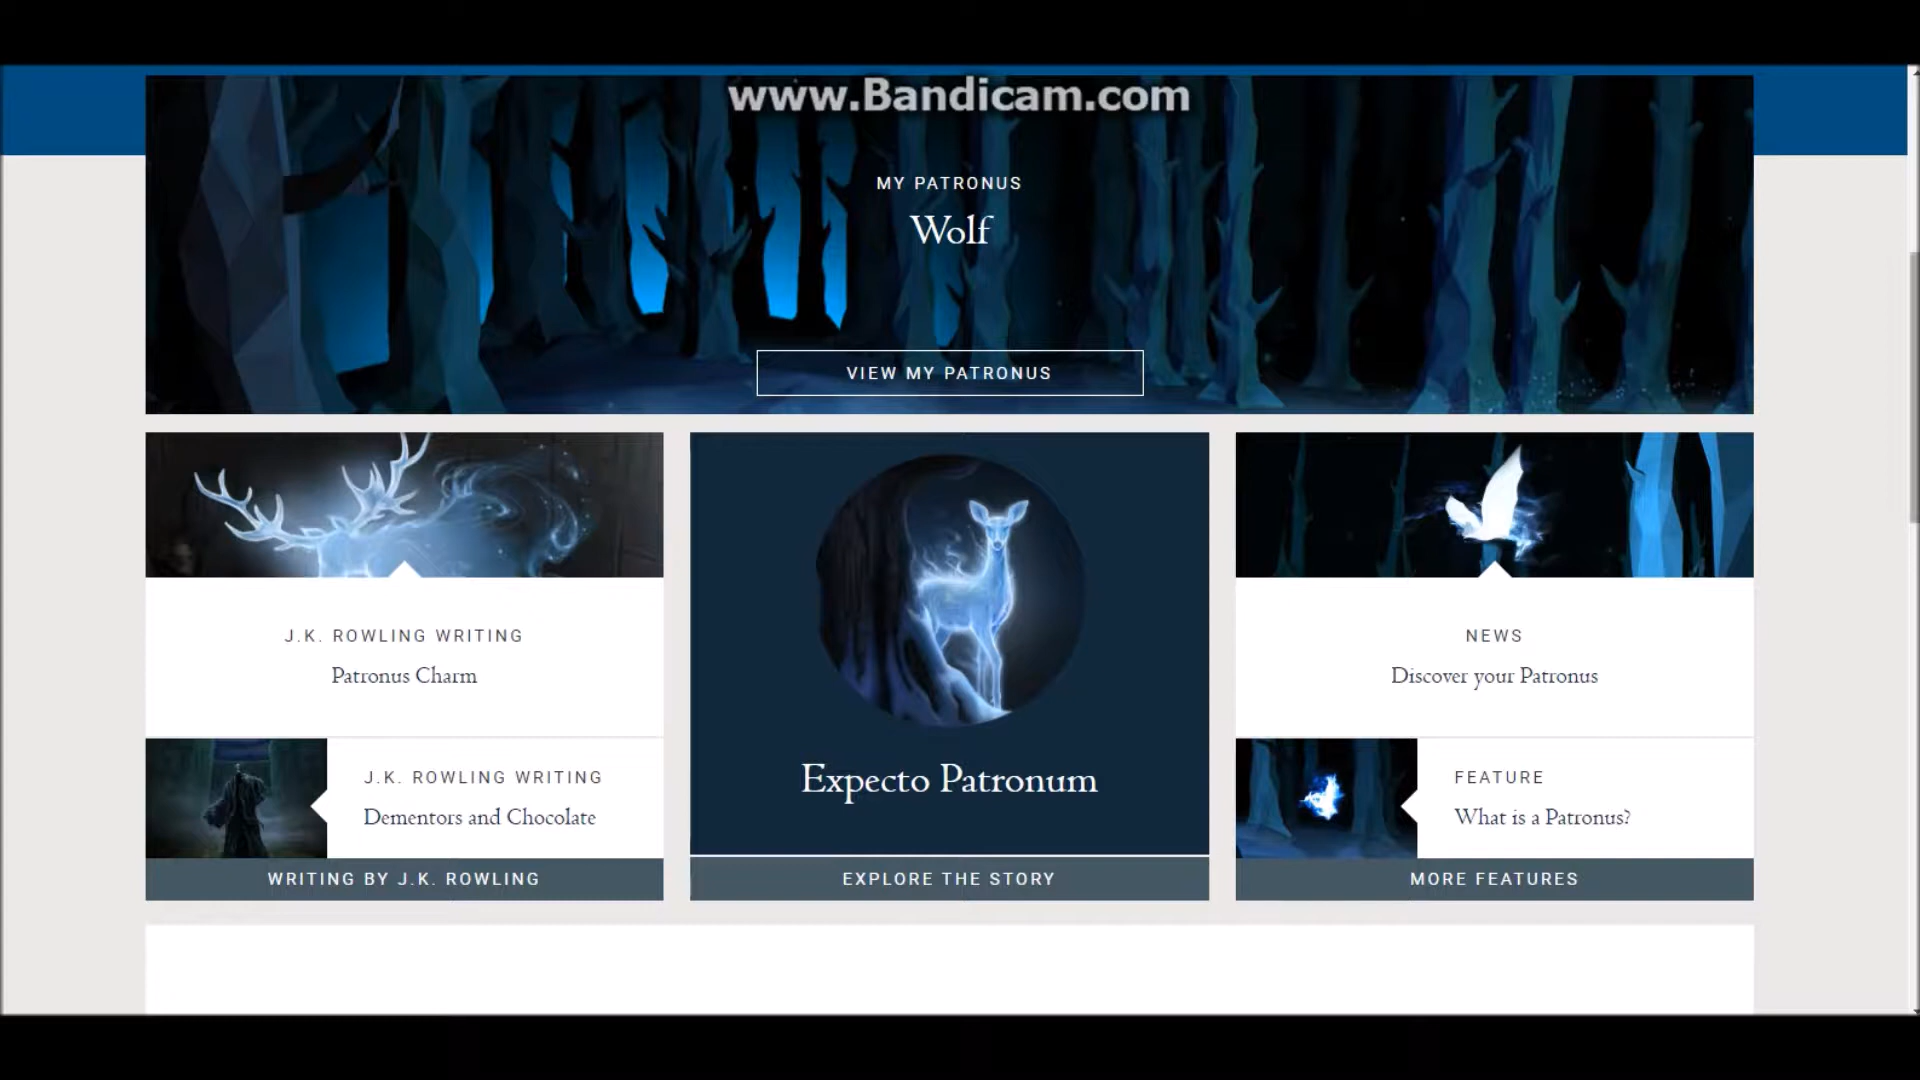 www.Bandicam.com
MY PATRONUS
Wolf
VIEW MY PATRONUS
J.K. ROWLING WRITING
Patronus Charm
J.K. ROWLING WRITING
Dementors and Chocolate
WRITING BY J.K. ROWLING
Expecto Patronum
EXPLORE THE STORY
NEWS
Discover your Patronus
FEATURE
What is a Patronus?
MORE FEATURES